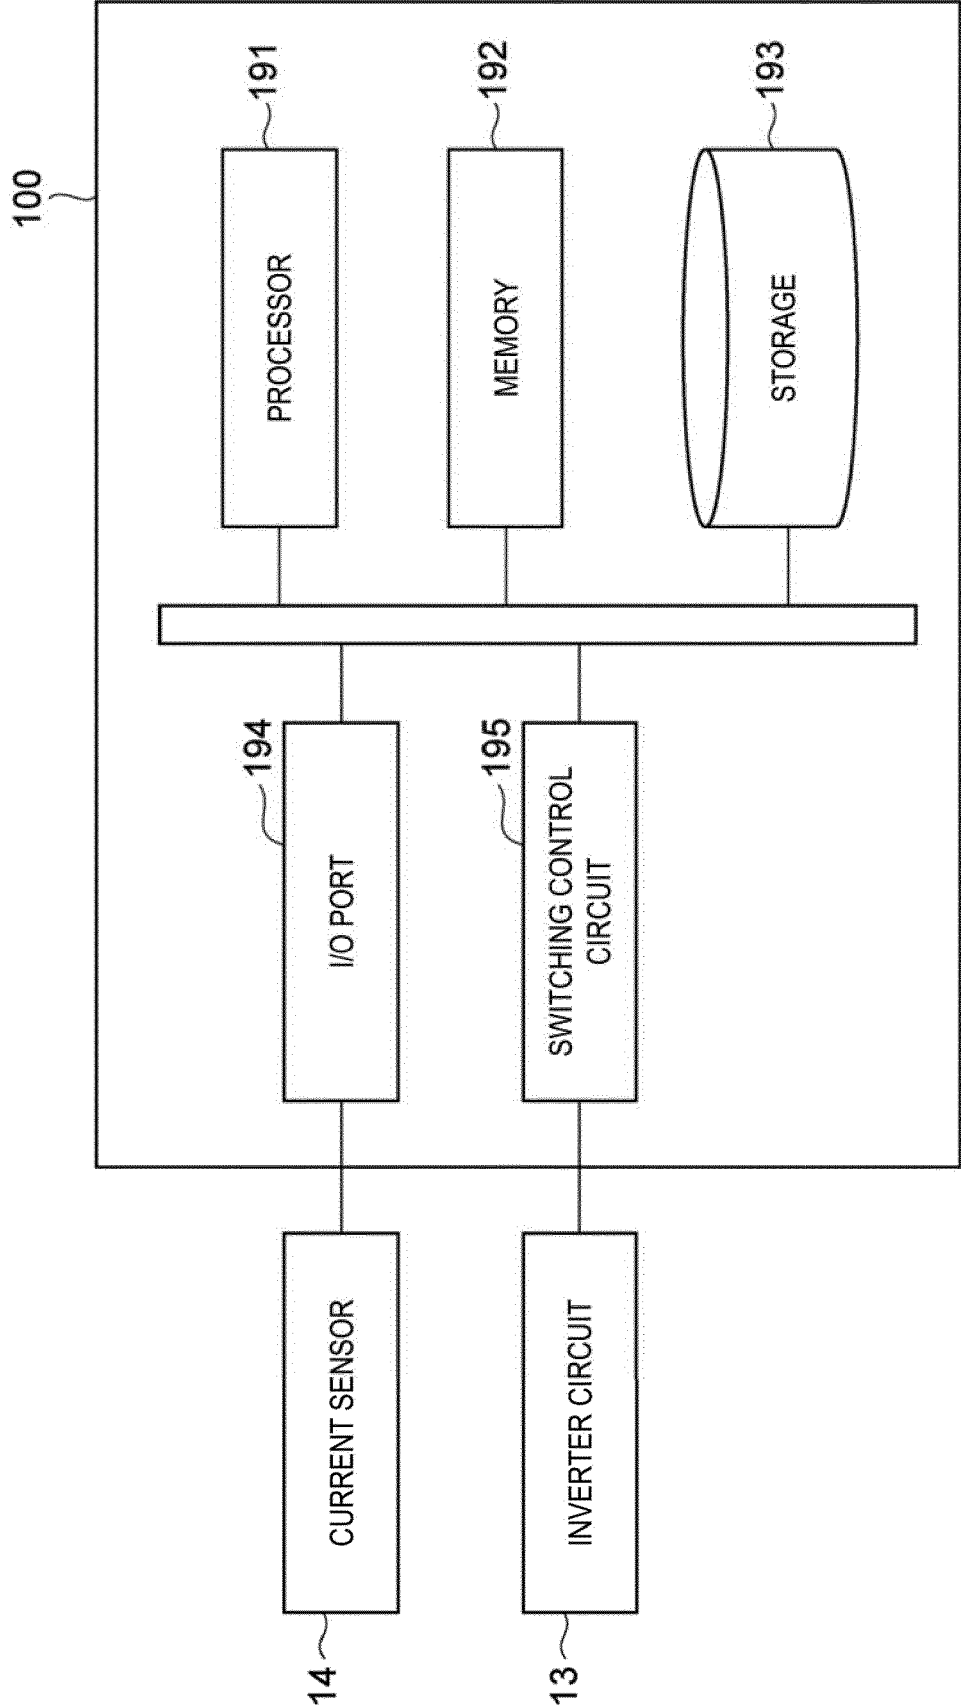 100
PROCESSOR
191
I/O PORT
194
CURRENT SENSOR
14
MEMORY
192
SWITCHING CONTROL
CIRCUIT
195
INVERTER CIRCUIT
13
STORAGE
193